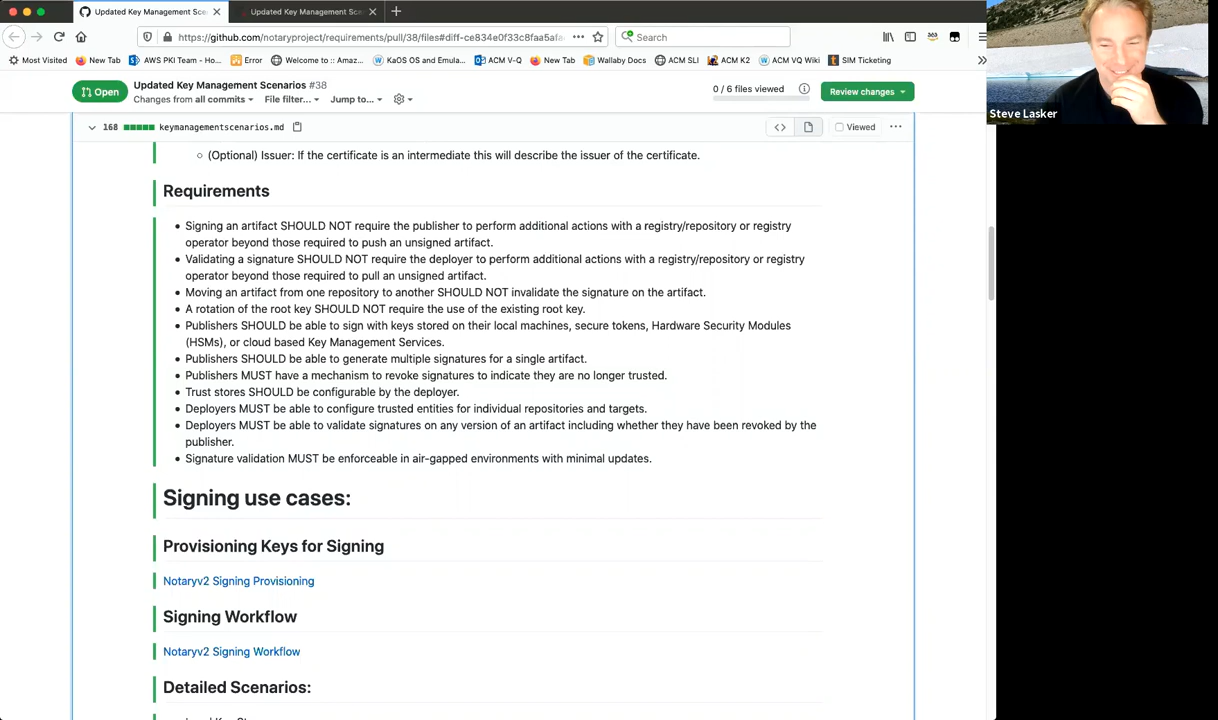 Updated Key Management Sce
Updated Key Management Sce
https://github.com/notaryproject/requirements/pull/38/files#diff-ce834e0f33c8faa5afa
Search
Most Visited
New Tab
AWS PKI Team - Ho...
Error
Welcome to :: Amaz...
KaOS OS and Emula...
ACM V-Q
New Tab
Wallaby Docs
ACM SLI
ACM K2
ACM VQ Wiki
SIM Ticketing
Steve Lasker
Open
Updated Key Management Scenarios #38
Changes from all commits
File filter...
Jump to...
0 / 6 files viewed
Review changes
168
keymanagementscenarios.md
Viewed
(Optional) Issuer: If the certificate is an intermediate this will describe the issuer of the certificate.
Requirements
Signing an artifact SHOULD NOT require the publisher to perform additional actions with a registry/repository or registry
operator beyond those required to push an unsigned artifact.
Validating a signature SHOULD NOT require the deployer to perform additional actions with a registry/repository or registry
operator beyond those required to pull an unsigned artifact.
Moving an artifact from one repository to another SHOULD NOT invalidate the signature on the artifact.
A rotation of the root key SHOULD NOT require the use of the existing root key.
Publishers SHOULD be able to sign with keys stored on their local machines, secure tokens, Hardware Security Modules
(HSMs), or cloud based Key Management Services.
Publishers SHOULD be able to generate multiple signatures for a single artifact.
Publishers MUST have a mechanism to revoke signatures to indicate they are no longer trusted.
Trust stores SHOULD be configurable by the deployer.
Deployers MUST be able to configure trusted entities for individual repositories and targets.
Deployers MUST be able to validate signatures on any version of an artifact including whether they have been revoked by the
publisher.
Signature validation MUST be enforceable in air-gapped environments with minimal updates.
Signing use cases:
Provisioning Keys for Signing
Notaryv2 Signing Provisioning
Signing Workflow
Notaryv2 Signing Workflow
Detailed Scenarios: